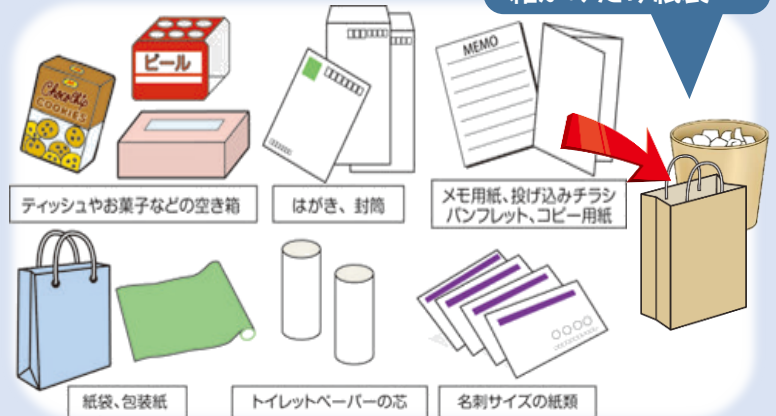 ビール
Chocochip
COOKIES
MEMO
ティッシュやお菓子などの空き箱
はがき、封筒
メモ用紙、投げ込みチラシ
パンフレット、コピー用紙
紙袋、包装紙
トイレットペーパーの芯
名刺サイズの紙類